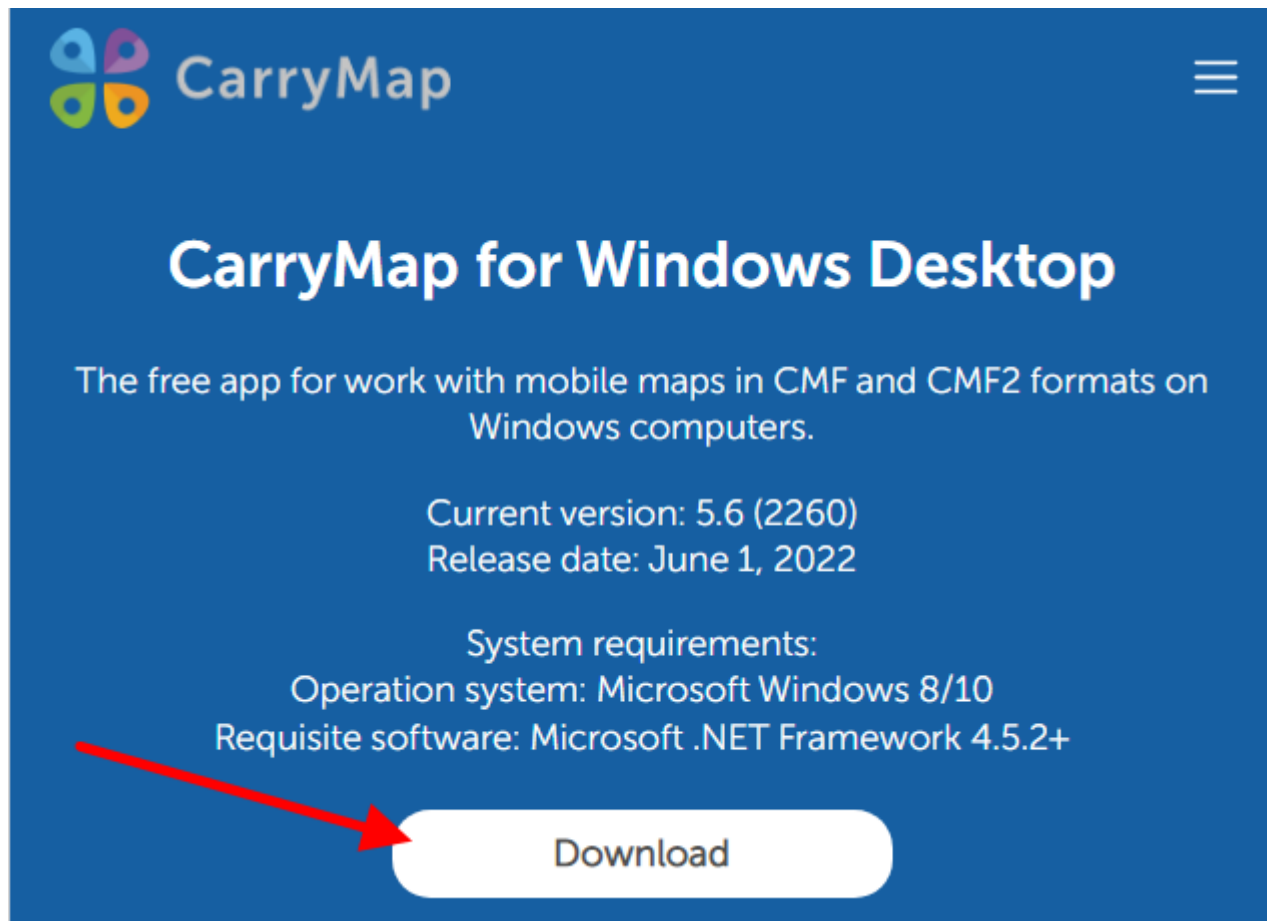 CarryMap
CarryMap for Windows Desktop
The free app for work with mobile maps in CMF and CMF2 formats on
Windows computers.
Current version: 5.6 (2260)
Release date: June 1, 2022
System requirements:
Operation system: Microsoft Windows 8/10
Requisite software: Microsoft .NET Framework 4.5.2+
Download